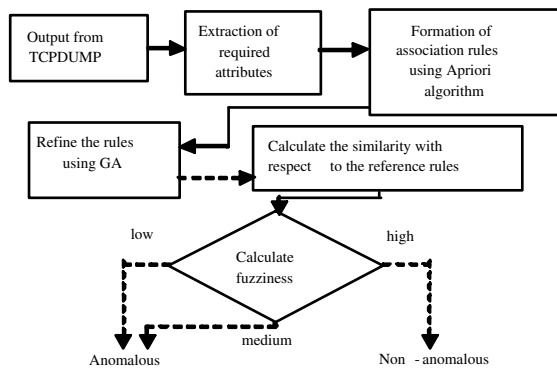 Output from
TCPDUMP
Extraction of
required
attributes
Formation of
association rules
using Apriori
algorithm
Refine the rules
using GA
Calculate the similarity with
respect to the reference rules
low
high
Calculate
fuzziness
medium
Anomalous
Non - anomalous